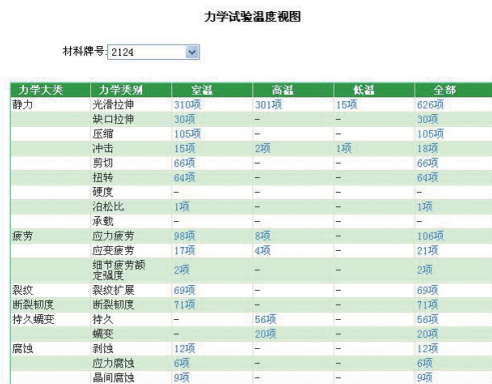 力学试验温度视图
材料牌号: 2124
力学大类 力学类别 室温 高温 低温 全部
静力 光滑拉伸 310项 301项 15项 626项
缺口拉伸 30项 - - 30项
压缩 105项 - - 105项
冲击 15项 2项 1项 18项
剪切 66项 - - 66项
扭转 64项 - - 64项
硬度 - - - -
泊松比 1项 - - 1项
承载 - - - -
疲劳 应力疲劳 98项 8项 - 106项
应变疲劳 17项 4项 - 21项
细节疲劳额
定强度 2项 - - 2项
裂纹 裂纹扩展 69项 - - 69项
断裂韧度 断裂韧度 71项 - - 71项
持久蠕变 持久 - 56项 - 56项
蠕变 - 20项 - 20项
腐蚀 剥蚀 12项 - - 12项
应力腐蚀 6项 - - 6项
晶间腐蚀 9项 - - 9项